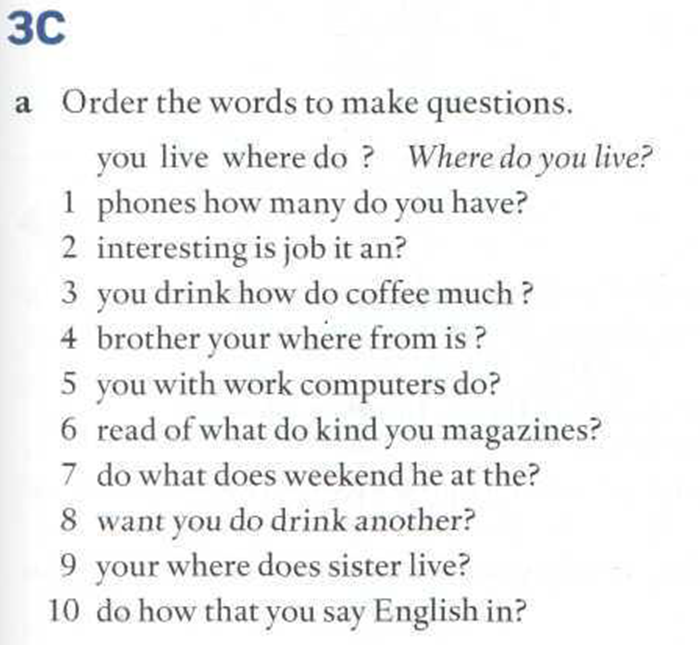 3C
a Order the words to make questions.
you live where do ? Where do you live?
1 phones how many do you have?
2 interesting is job it an?
3 you drink how do coffee much ?
4 brother your where from is ?
5 you with work computers do?
6 read of what do kind you magazines?
7 do what does weekend he at the?
8 want you do drink another?
9 your where does sister live?
10 do how that you say English in?